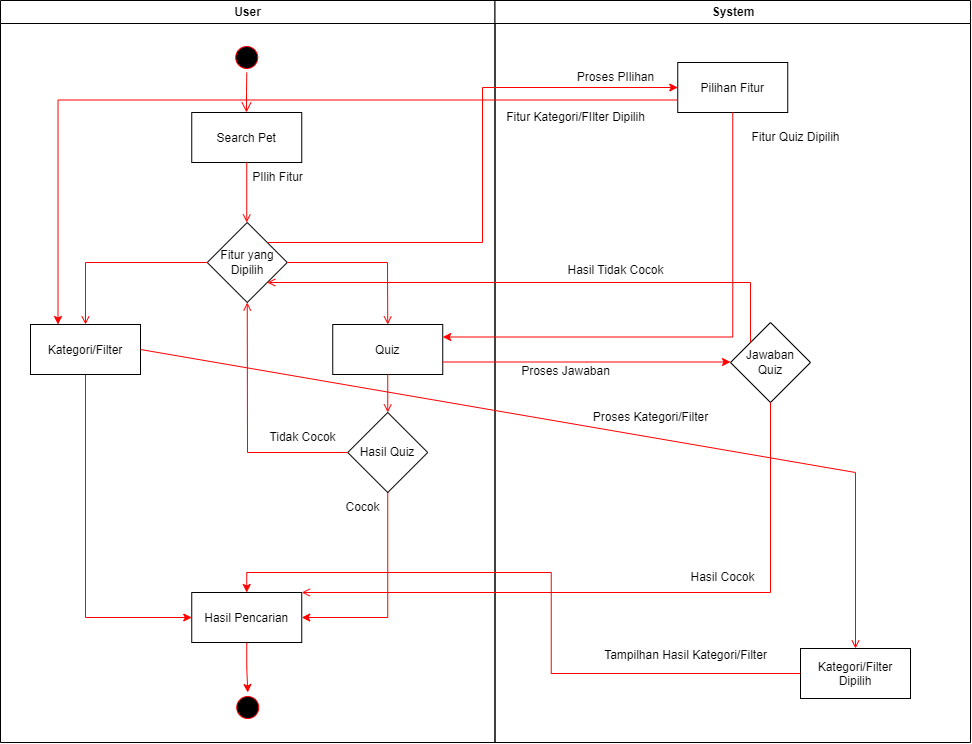 User
System
Proses PIlihan
Pilihan Fitur
Fitur Kategori/FIlter Dipilih
Search Pet
Fitur Quiz Dipilih
PIlih Fitur
Fitur yang
Dipilih
Hasil Tidak Cocok
Kategori/Filter
Quiz
Jawaban
Quiz
Proses Jawaban
Proses Kategori/Filter
Tidak Cocok
Hasil Quiz
Cocok
Hasil Cocok
Hasil Pencarian
Tampilhan Hasil Kategori/Filter
Kategori/Filter
Dipilih